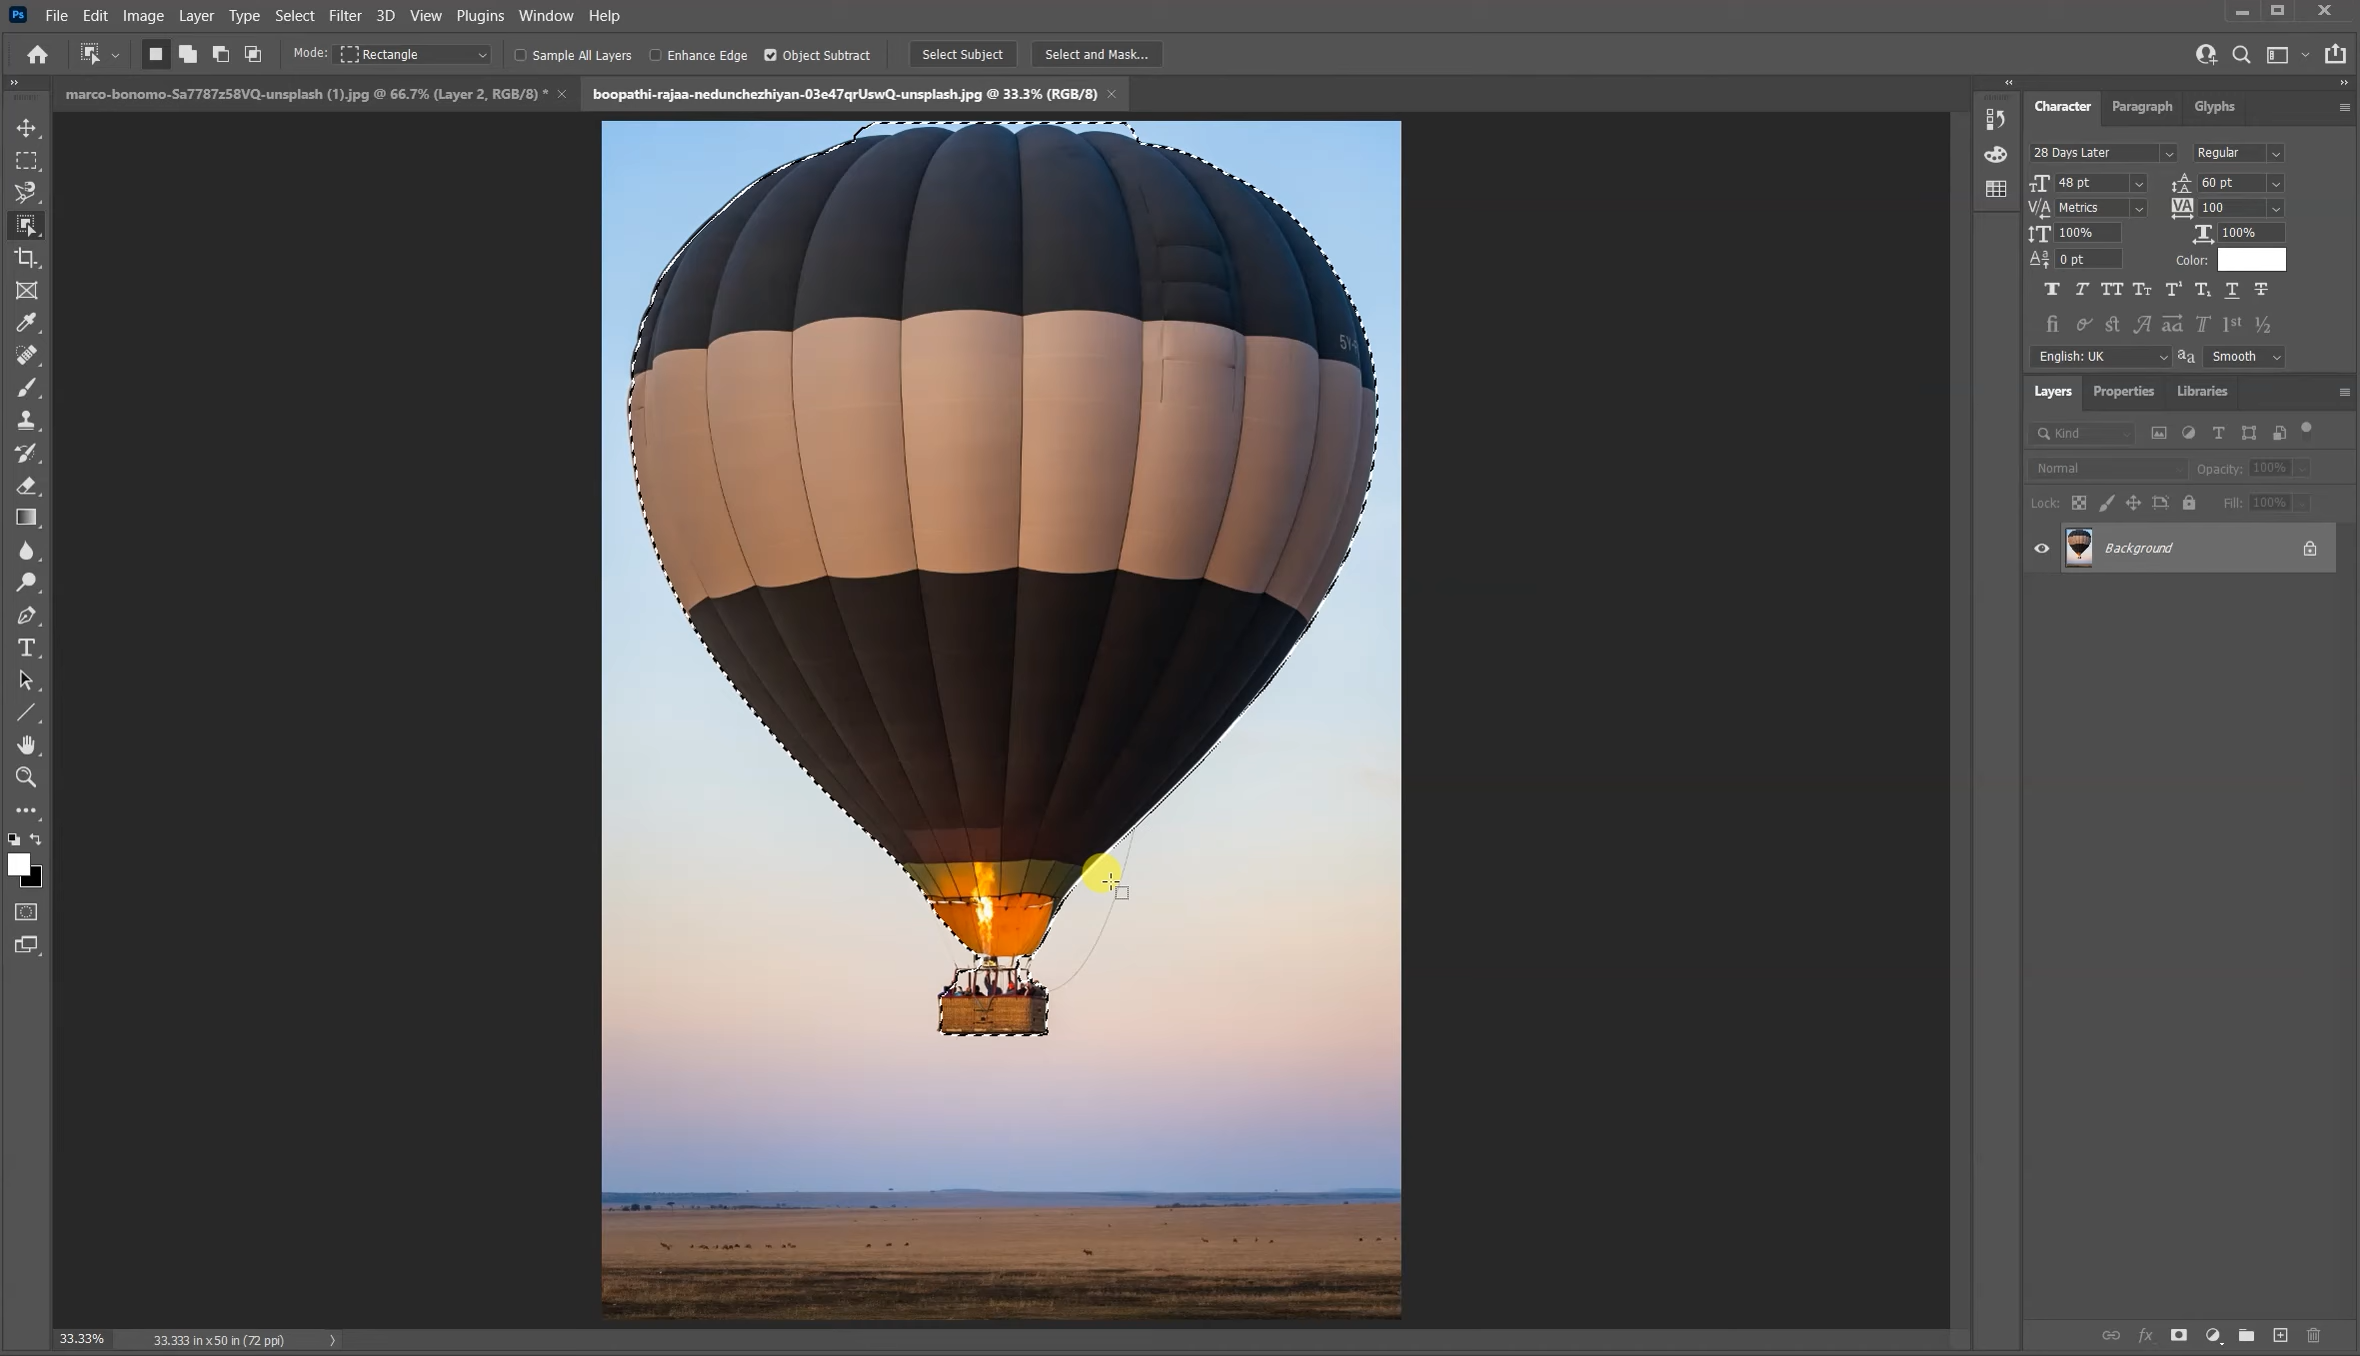 Ps File Edit Image Layer Type Select Filter 3D View Plugins Window Help
Mode: Rectangle Sample All Layers Enhance Edge Object Subtract Select Subject Select and Mask...
marco-bonomo-Sa7787z58VQ-unsplash (1).jpg @ 66.7% (Layer 2, RGB/8) *
boopathi-rajaa-nedunchezhiyan-03e47qrUswQ-unsplash.jpg @ 33.3% (RGB/8)
Character Paragraph Glyphs
28 Days Later Regular
48 pt 60 pt
Metrics 100
100% 100%
0 pt Color:
English: UK Smooth
Layers Properties Libraries
Kind
Normal Opacity: 100%
Lock: Fill: 100%
Background
33.33% 33.333 in x 50 in (72 ppi)